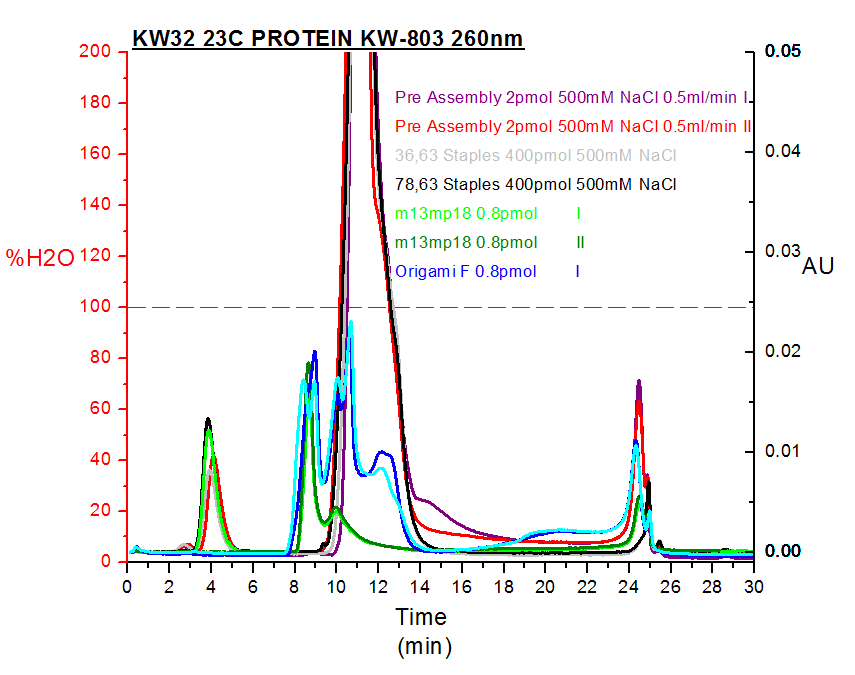 KW32 23C PROTEIN KW-803 260nm
200
180
160
140
120
100
80
60
40
20
0
%H2O
Pre Assembly 2pmol 500mM NaCl 0.5ml/min I
Pre Assembly 2pmol 500mM NaCl 0.5ml/min II
36,63 Staples 400pmol 500mM NaCl
78,63 Staples 400pmol 500mM NaCl
m13mp18 0.8pmol I
m13mp18 0.8pmol II
Origami F 0.8pmol I
0.05
0.04
0.03
0.02
0.01
0.00
AU
0 2 4 6 8 10 12 14 16 18 20 22 24 26 28 30
Time
(min)